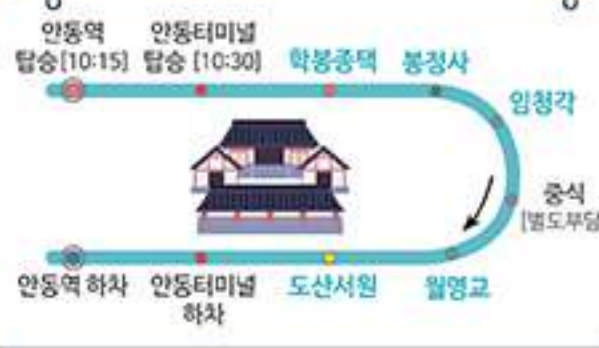 안동역
탑승[10:15]
안동터미널
탑승 [10:30]
학봉종택
봉정사
임청각
중식
[별도부담
월영교
도산서원
안동터미널
하차
안동역 하차